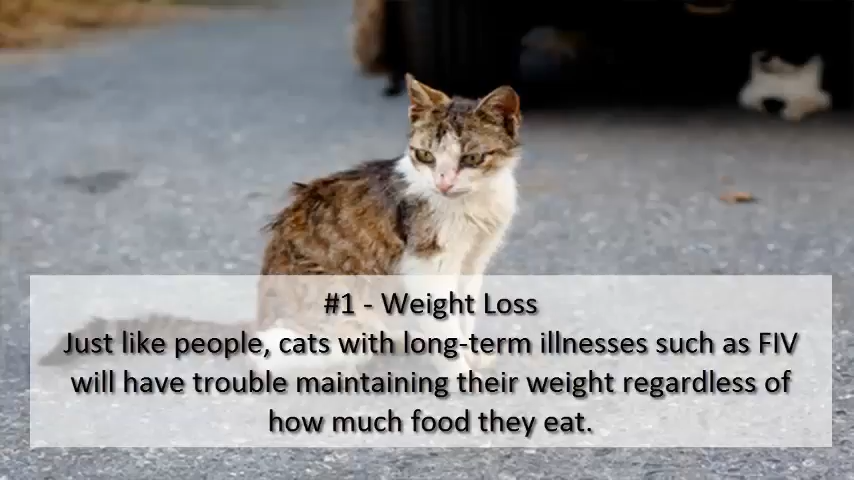 #1 - Weight Loss
Just like people, cats with long-term illnesses such as FIV
will have trouble maintaining their weight regardless of
how much food they eat.